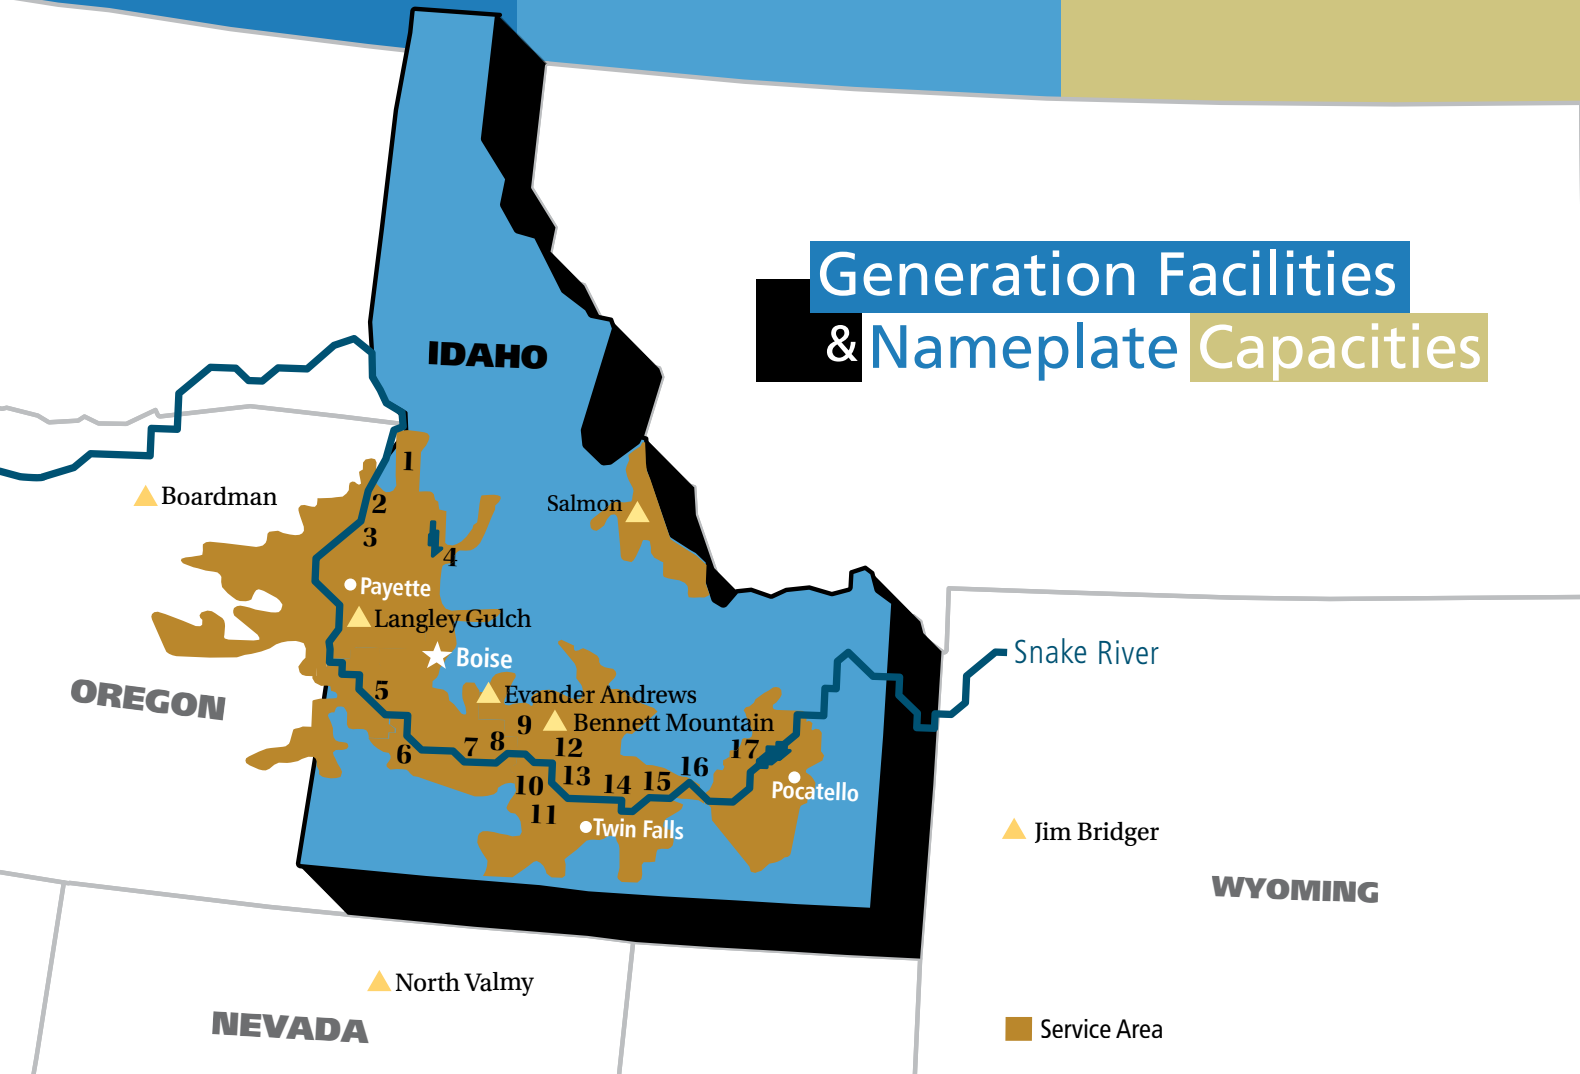 Generation Facilities
& Nameplate Capacities
IDAHO
1
Boardman
2
Salmon
3
4
Payette
Langley Gulch
Boise
Snake River
OREGON
5
Evander Andrews
9
Bennett Mountain
6
7
8
12
17
10
13
14
15
16
Pocatello
11
Twin Falls
Jim Bridger
WYOMING
North Valmy
NEVADA
Service Area